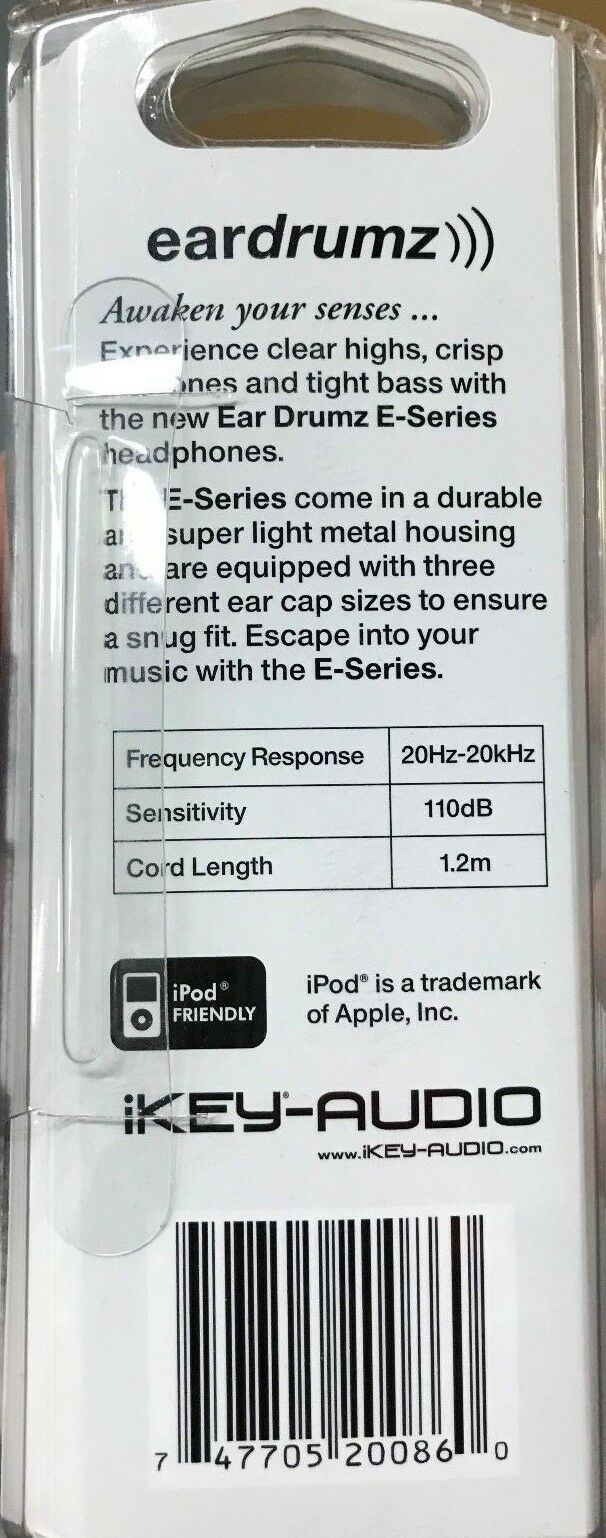 eardrumz)))
Awaken your senses ...
Experience clear highs, crisp
and tight bass with
the new Ear Drumz E-Series
headphones.
The E-Series come in a durable
and super light metal housing
and are equipped with three
different ear cap sizes to ensure
a snug fit. Escape into your
music with the E-Series.
Frequency Response 20Hz-20kHz
Sensitivity 110dB
Cord Length 1.2m
iPod®
FRIENDLY
iPod® is a trademark
of Apple, Inc.
iKEY®-AUDIO
www.iKEY-AUDIO.com
7 47705 20086 0